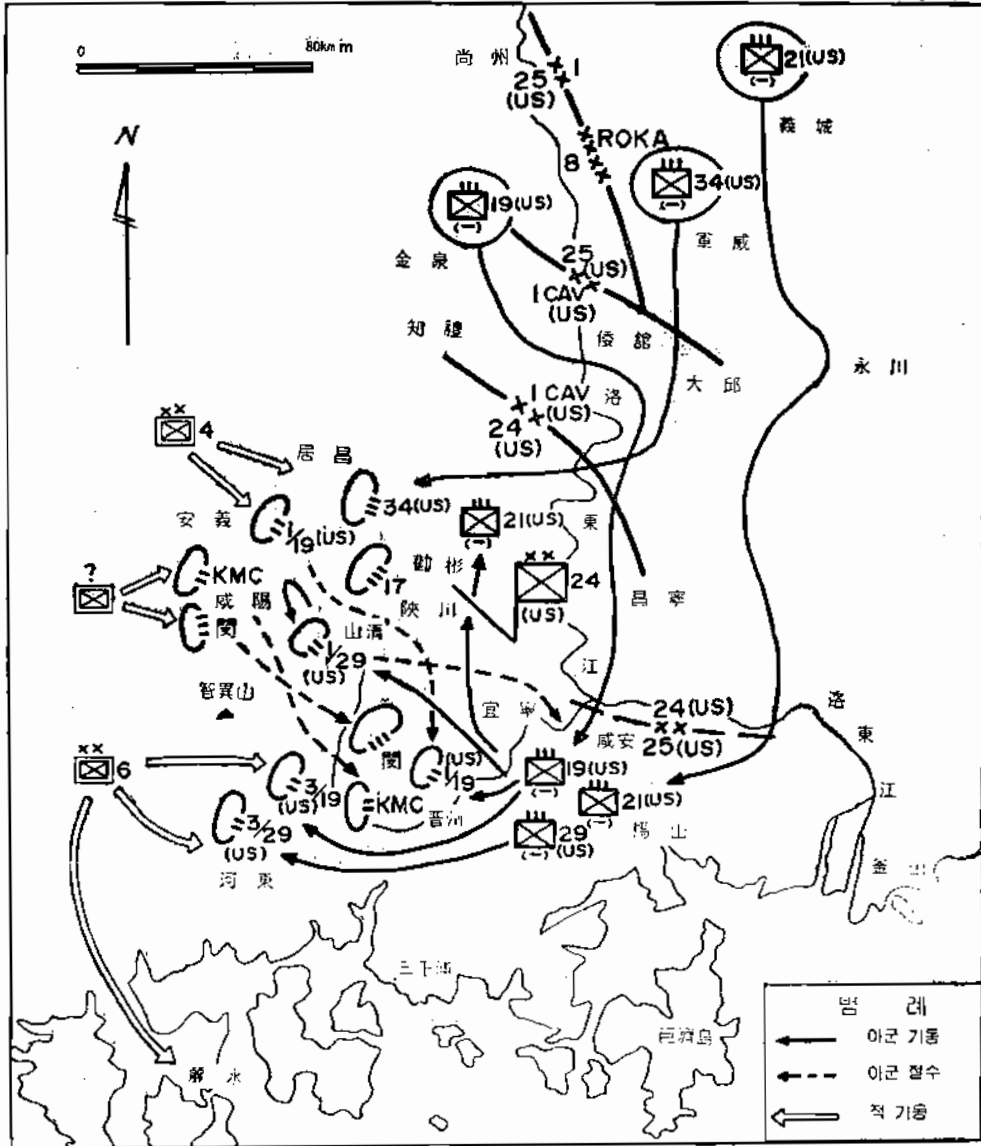 0 80km m
尙州
25
(US)
1
21(US)
(-)
義城
N
8
ROKA
34(US)
(-)
軍威
19(US)
(-)
金泉
25
(US)
1 CAV
(US)
倭館
知禮
大邱
永川
1 CAV
(US)
24
(US)
洛
4
居昌
34(US)
安義
1/19(US)
21(US)
(-)
東
17
陜川
24
(US)
昌寧
?
KMC
咸陽
閔
山淸
1/29
(US)
智異山
江
宜寧
24(US)
25(US)
咸安
洛
東
江
6
閔
(US)
1/19
19(US)
(-)
3/19
(US)
KMC
晋州
21(US)
(-)
29
(US)
(-)
3/29
(US)
河東
馬山
釜山
巨濟島
麗水
범 례
아군 기동
아군 철수
적 기동